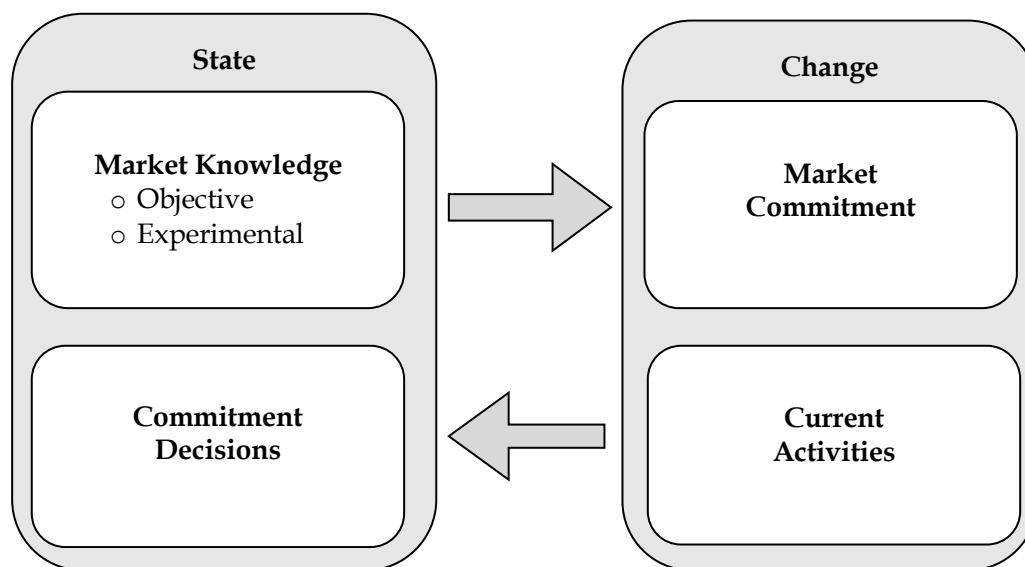 State
Market Knowledge
o Objective
o Experimental
Commitment
Decisions
Change
Market
Commitment
Current
Activities